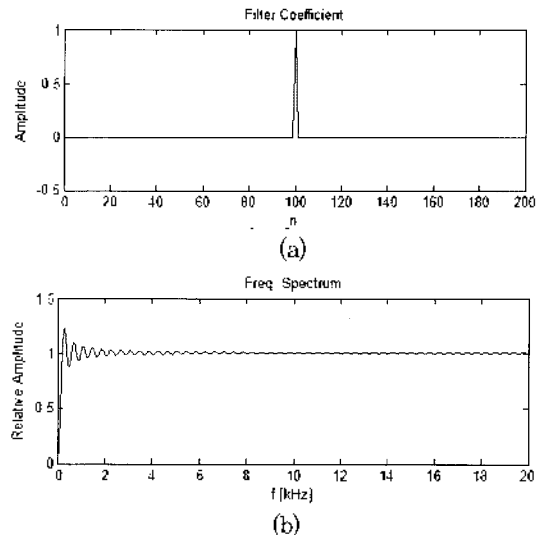 Filter Coefficient
Amplitude
1
0.5
0
-0.5
0 20 40 60 80 100 120 140 160 180 200
n
(a)
Freq. Spectrum
Relative Amplitude
1.5
1
0.5
0
0 2 4 6 8 10 12 14 16 18 20
f [kHz]
(b)